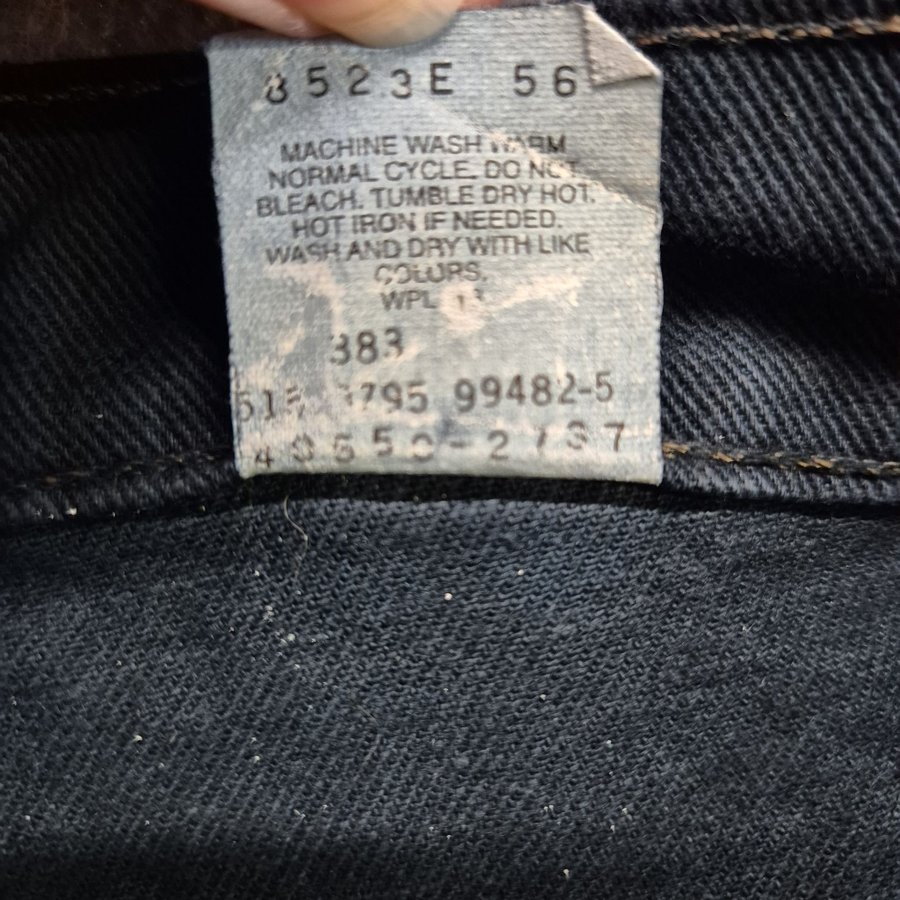 8523E 56
MACHINE WASH WARM
NORMAL CYCLE. DO NOT
BLEACH. TUMBLE DRY HOT.
HOT IRON IF NEEDED.
WASH AND DRY WITH LIKE
COLORS.
WPL
383
99482-5